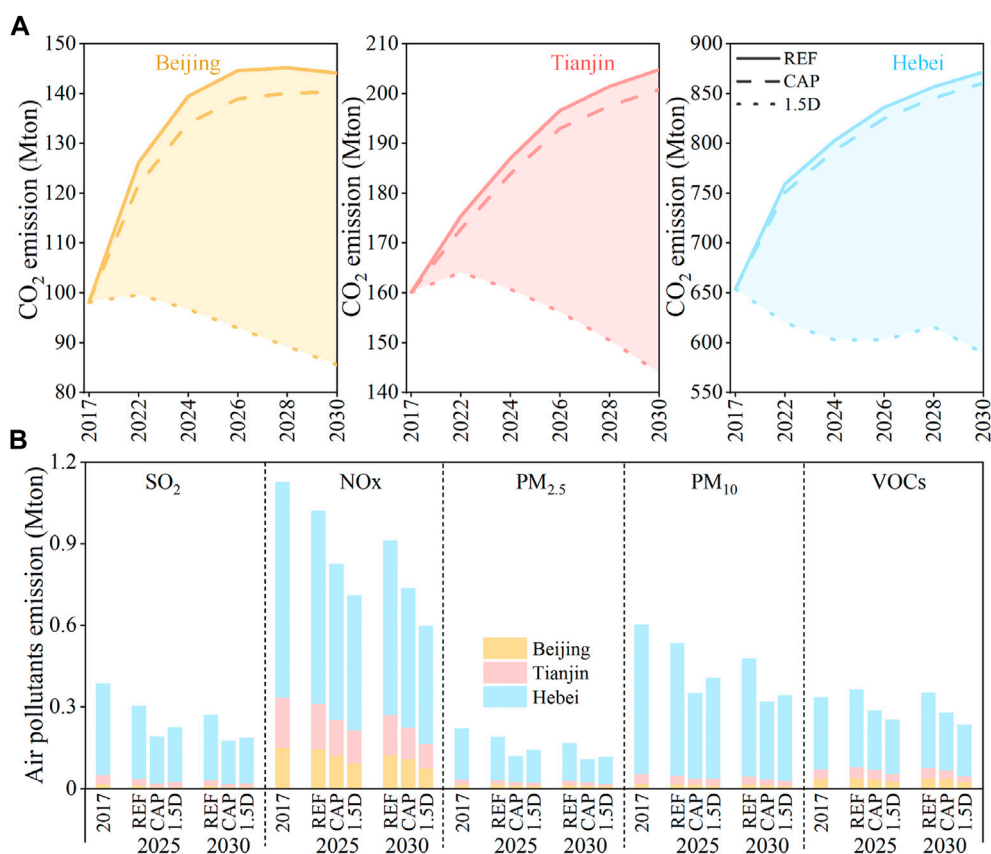 A
CO₂ emission (Mton)
150
140
130
120
110
100
90
80
Beijing
2017
2022
2024
2026
2028
2030
CO₂ emission (Mton)
210
200
190
180
170
160
150
140
Tianjin
2017
2022
2024
2026
2028
2030
CO₂ emission (Mton)
900
850
800
750
700
650
600
550
REF
CAP
1.5D
Hebei
2017
2022
2024
2026
2028
2030
B
Air pollutants emission (Mton)
1.2
0.9
0.6
0.3
0
SO₂
NOx
PM₂.₅
PM₁₀
VOCs
Beijing
Tianjin
Hebei
2017
REF
CAP
1.5D
REF
CAP
1.5D
2017
REF
CAP
1.5D
REF
CAP
1.5D
2017
REF
CAP
1.5D
REF
CAP
1.5D
2017
REF
CAP
1.5D
REF
CAP
1.5D
2017
REF
CAP
1.5D
REF
CAP
1.5D
2025 2030 2025 2030 2025 2030 2025 2030 2025 2030